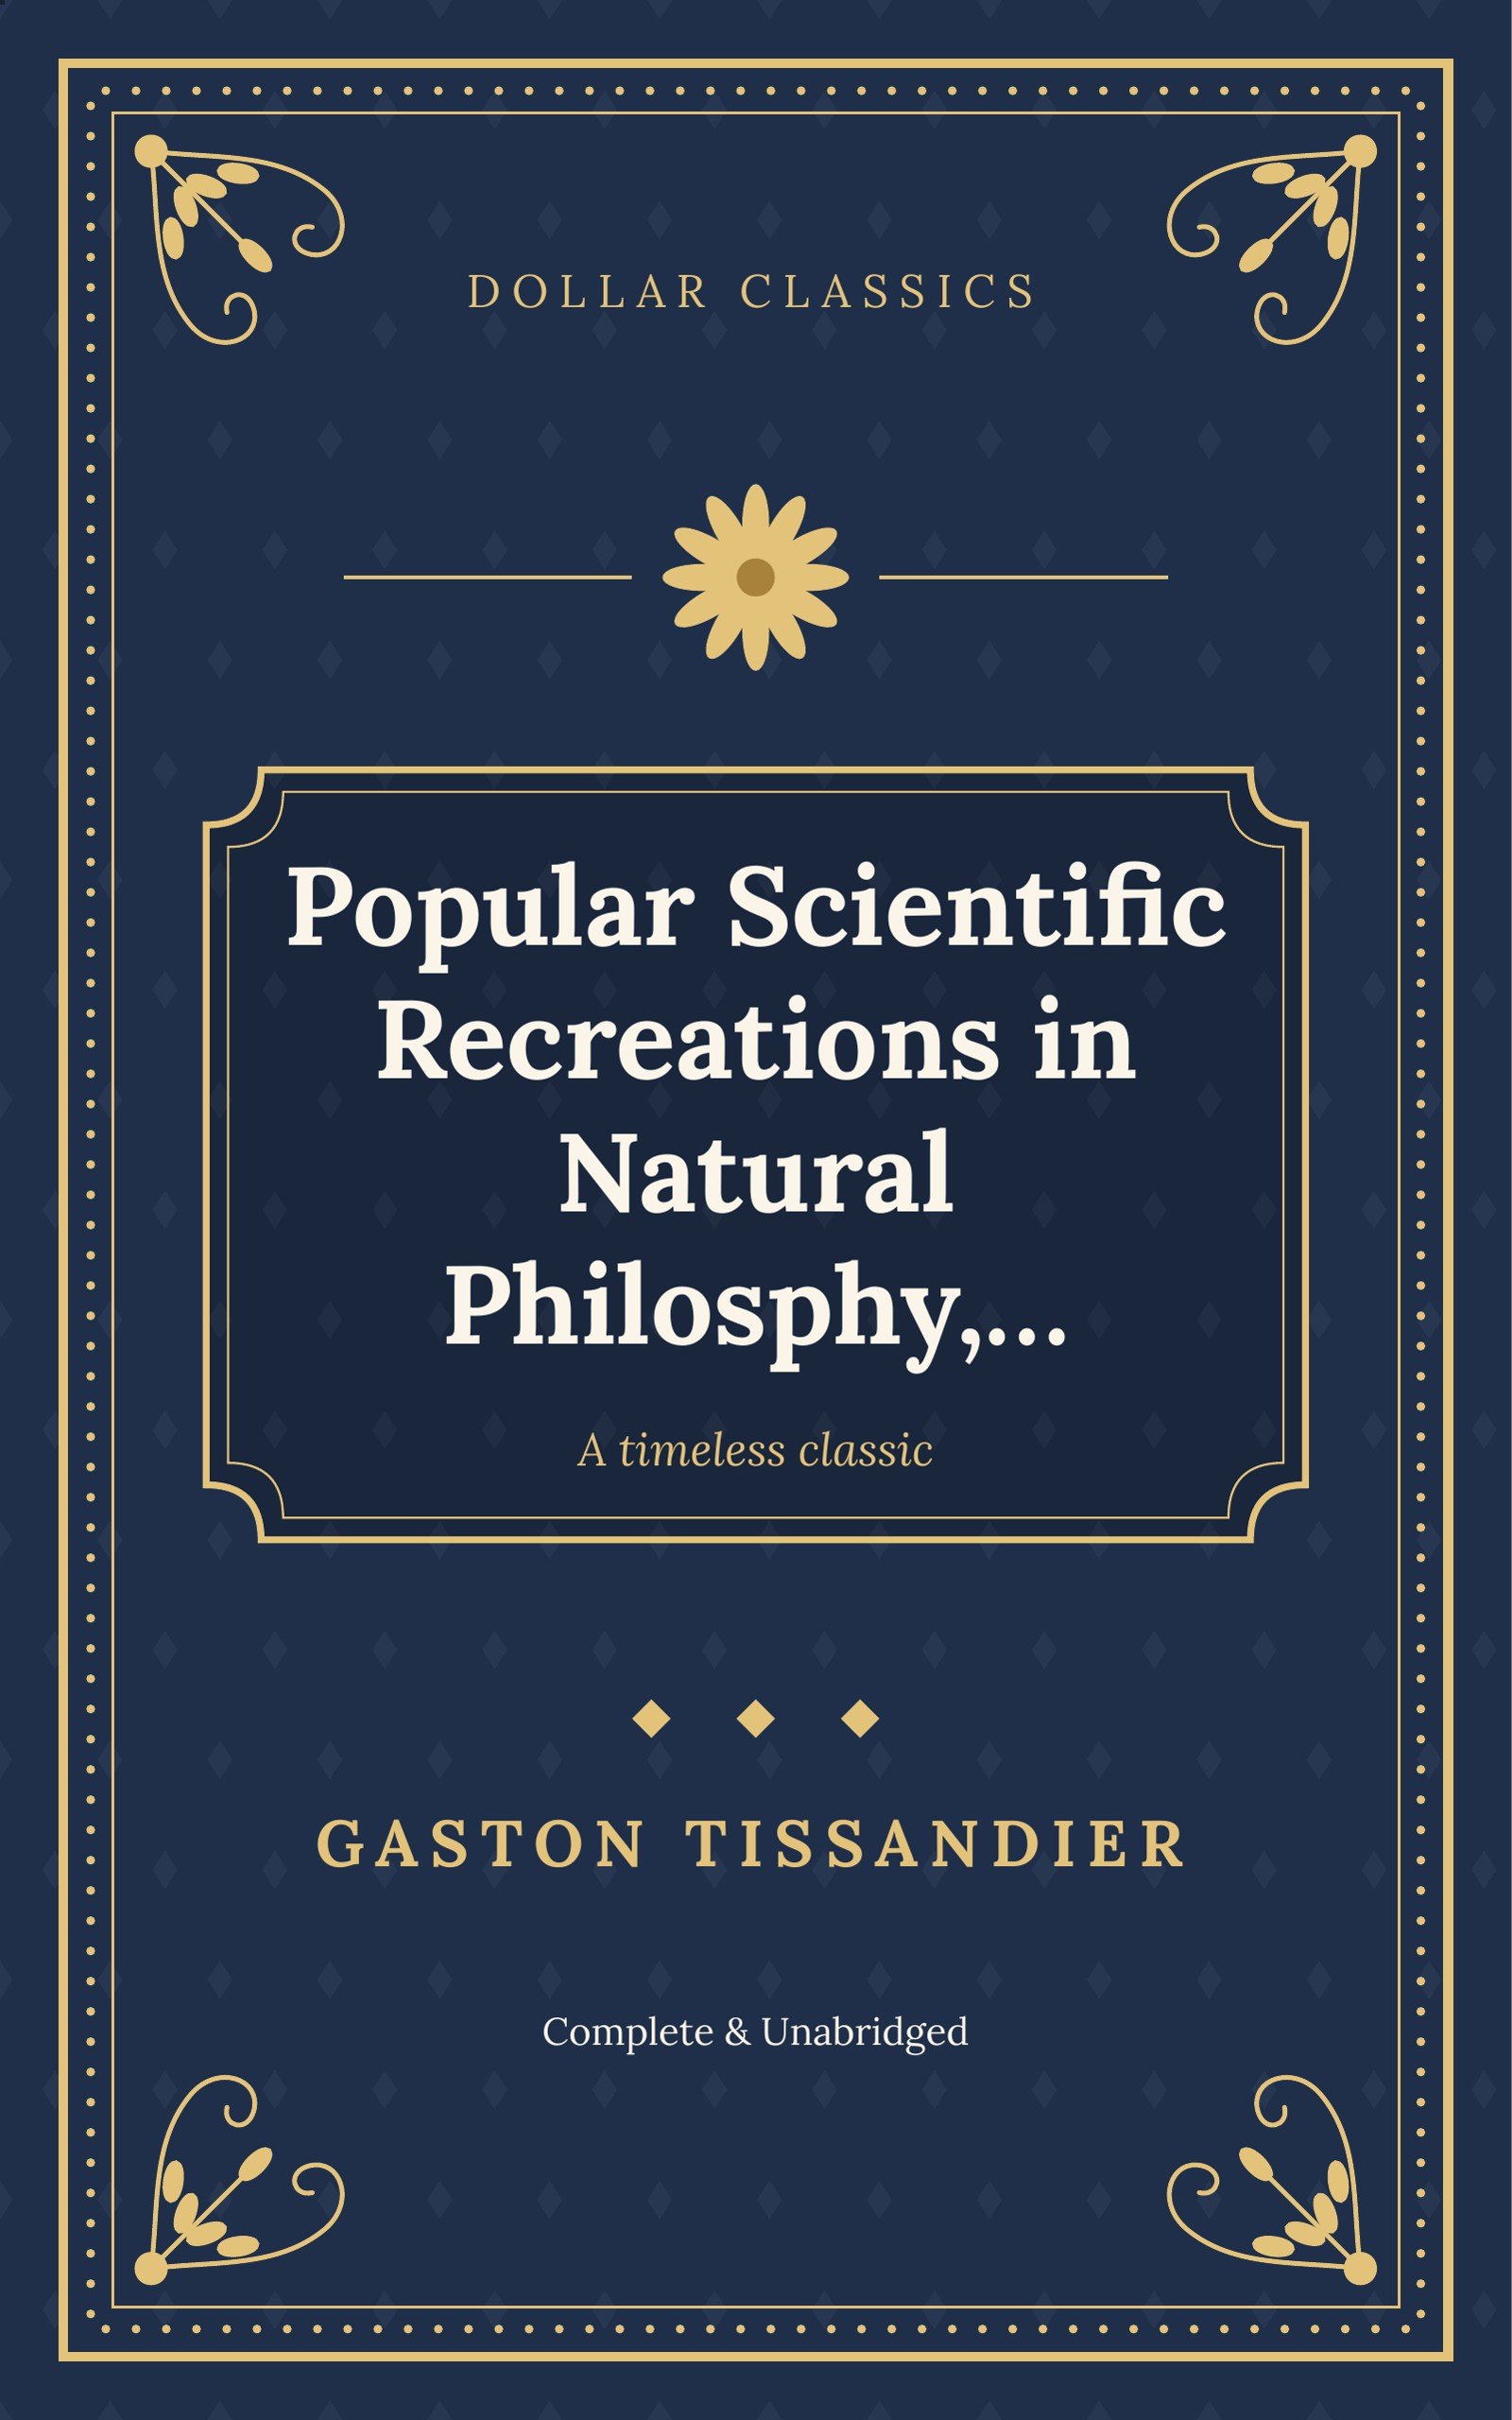 DOLLAR CLASSICS
Popular Scientific
Recreations in
Natural
Philosphy,...
A timeless classic
GASTON TISSANDIER
Complete & Unabridged